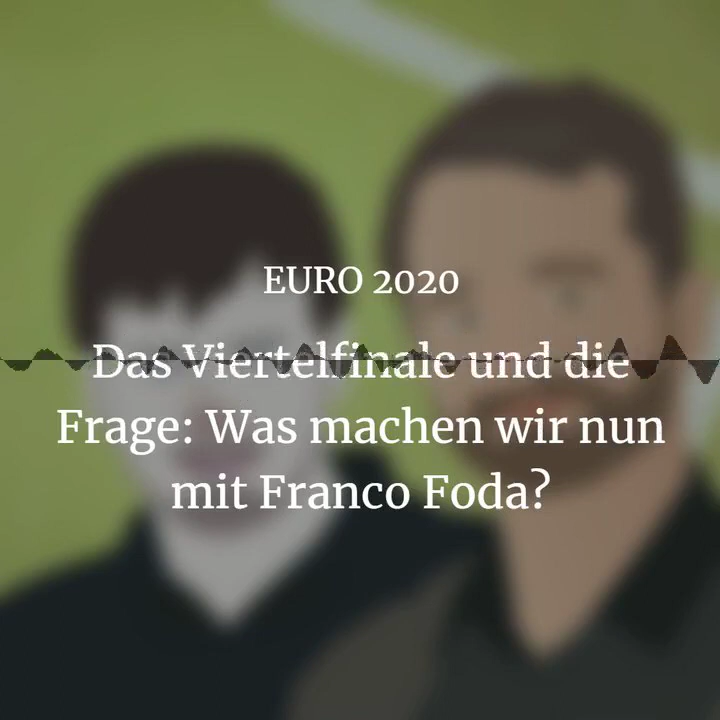 EURO 2020
Das Viertelfinale und die
Frage: Was machen wir nun
mit Franco Foda?